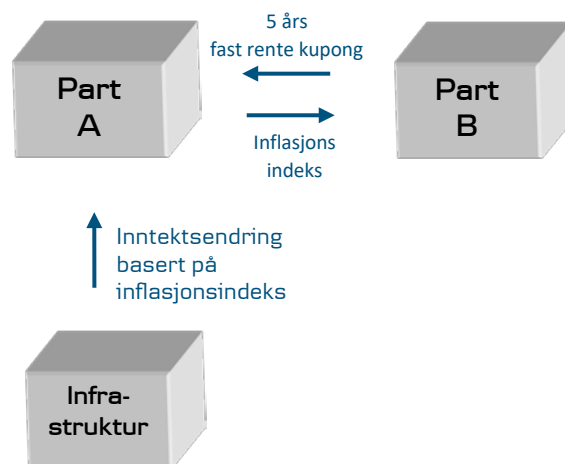 5 års
fast rente kupong
Part
A
Part
B
Inflasjons
indeks
Inntektsendring
basert på
inflasjonsindeks
Infra-
struktur